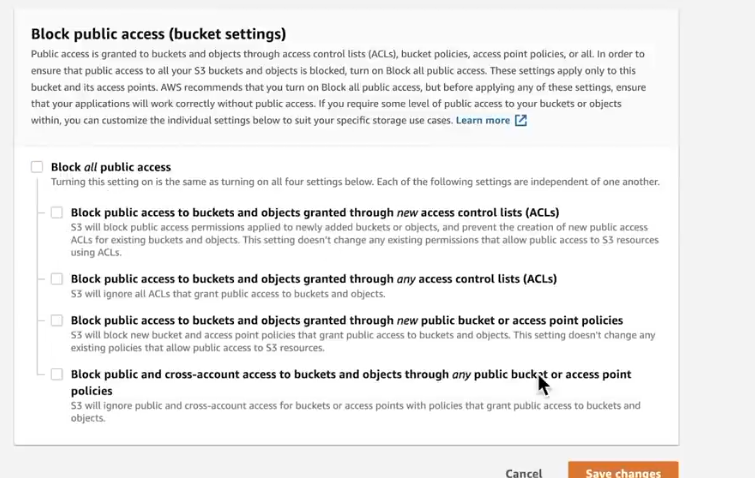 Block public access (bucket settings)
Public access is granted to buckets and objects through access control lists (ACLs), bucket policies, access point policies, or all. In order to
ensure that public access to all your S3 buckets and objects is blocked, turn on Block all public access. These settings apply only to this
bucket and its access points. AWS recommends that you turn on Block all public access, but before applying any of these settings, ensure
that your applications will work correctly without public access. If you require some level of public access to your buckets or objects
within, you can customize the individual settings below to suit your specific storage use cases. Learn more
Block all public access
Turning this setting on is the same as turning on all four settings below. Each of the following settings are independent of one another.
Block public access to buckets and objects granted through new access control lists (ACLs)
S3 will block public access permissions applied to newly added buckets or objects, and prevent the creation of new public access
ACLs for existing buckets and objects. This setting doesn't change any existing permissions that allow public access to S3 resources
using ACLs.
Block public access to buckets and objects granted through any access control lists (ACLs)
S3 will ignore all ACLs that grant public access to buckets and objects.
Block public access to buckets and objects granted through new public bucket or access point policies
S3 will block new bucket and access point policies that grant public access to buckets and objects. This setting doesn't change any
existing policies that allow public access to S3 resources.
Block public and cross-account access to buckets and objects through any public bucket or access point
policies
S3 will ignore public and cross-account access for buckets or access points with policies that grant public access to buckets and
objects.
Cancel Save changes